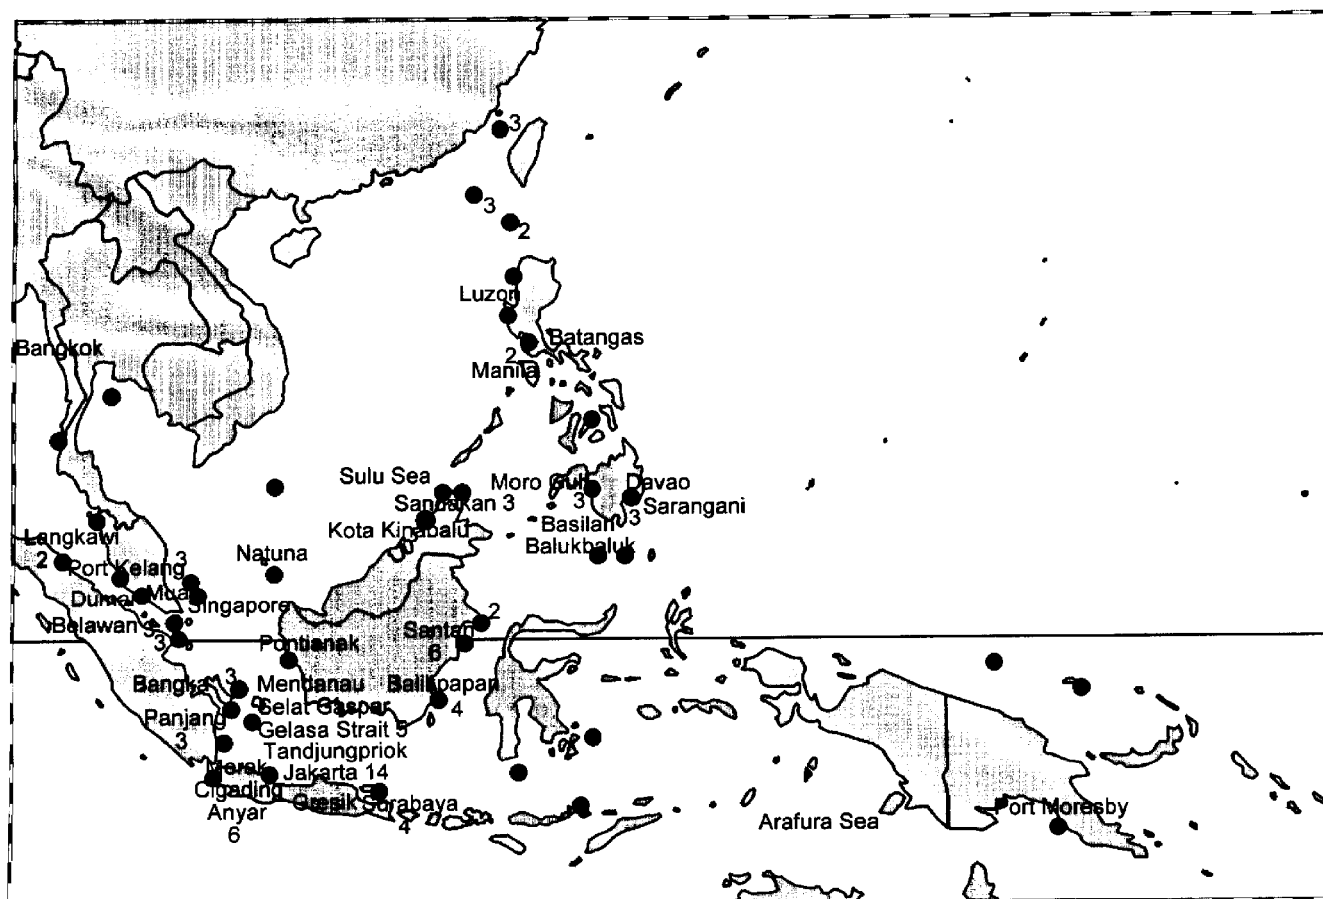 3
3
2
Luzon
Batangas
2
Manila
Bangkok
Sulu Sea
Moro Gulf
Davao
Sandakan 3
3
Sarangani
3
Kota Kinabalu
Basilan
Balukbaluk
Langkawi
2
Natuna
Port Kelang
3
Dumai
Muar
Singapore
Belawan
3
2
Santan
6
Pontianak
Bangka
3
Mendanau
Balikpapan
4
Selat Gaspar
Panjang
3
Gelasa Strait 5
Tandjungpriok
Merak
Jakarta 14
Cigading
Gresik
Surabaya
Anyar
4
6
Arafura Sea
Port Moresby